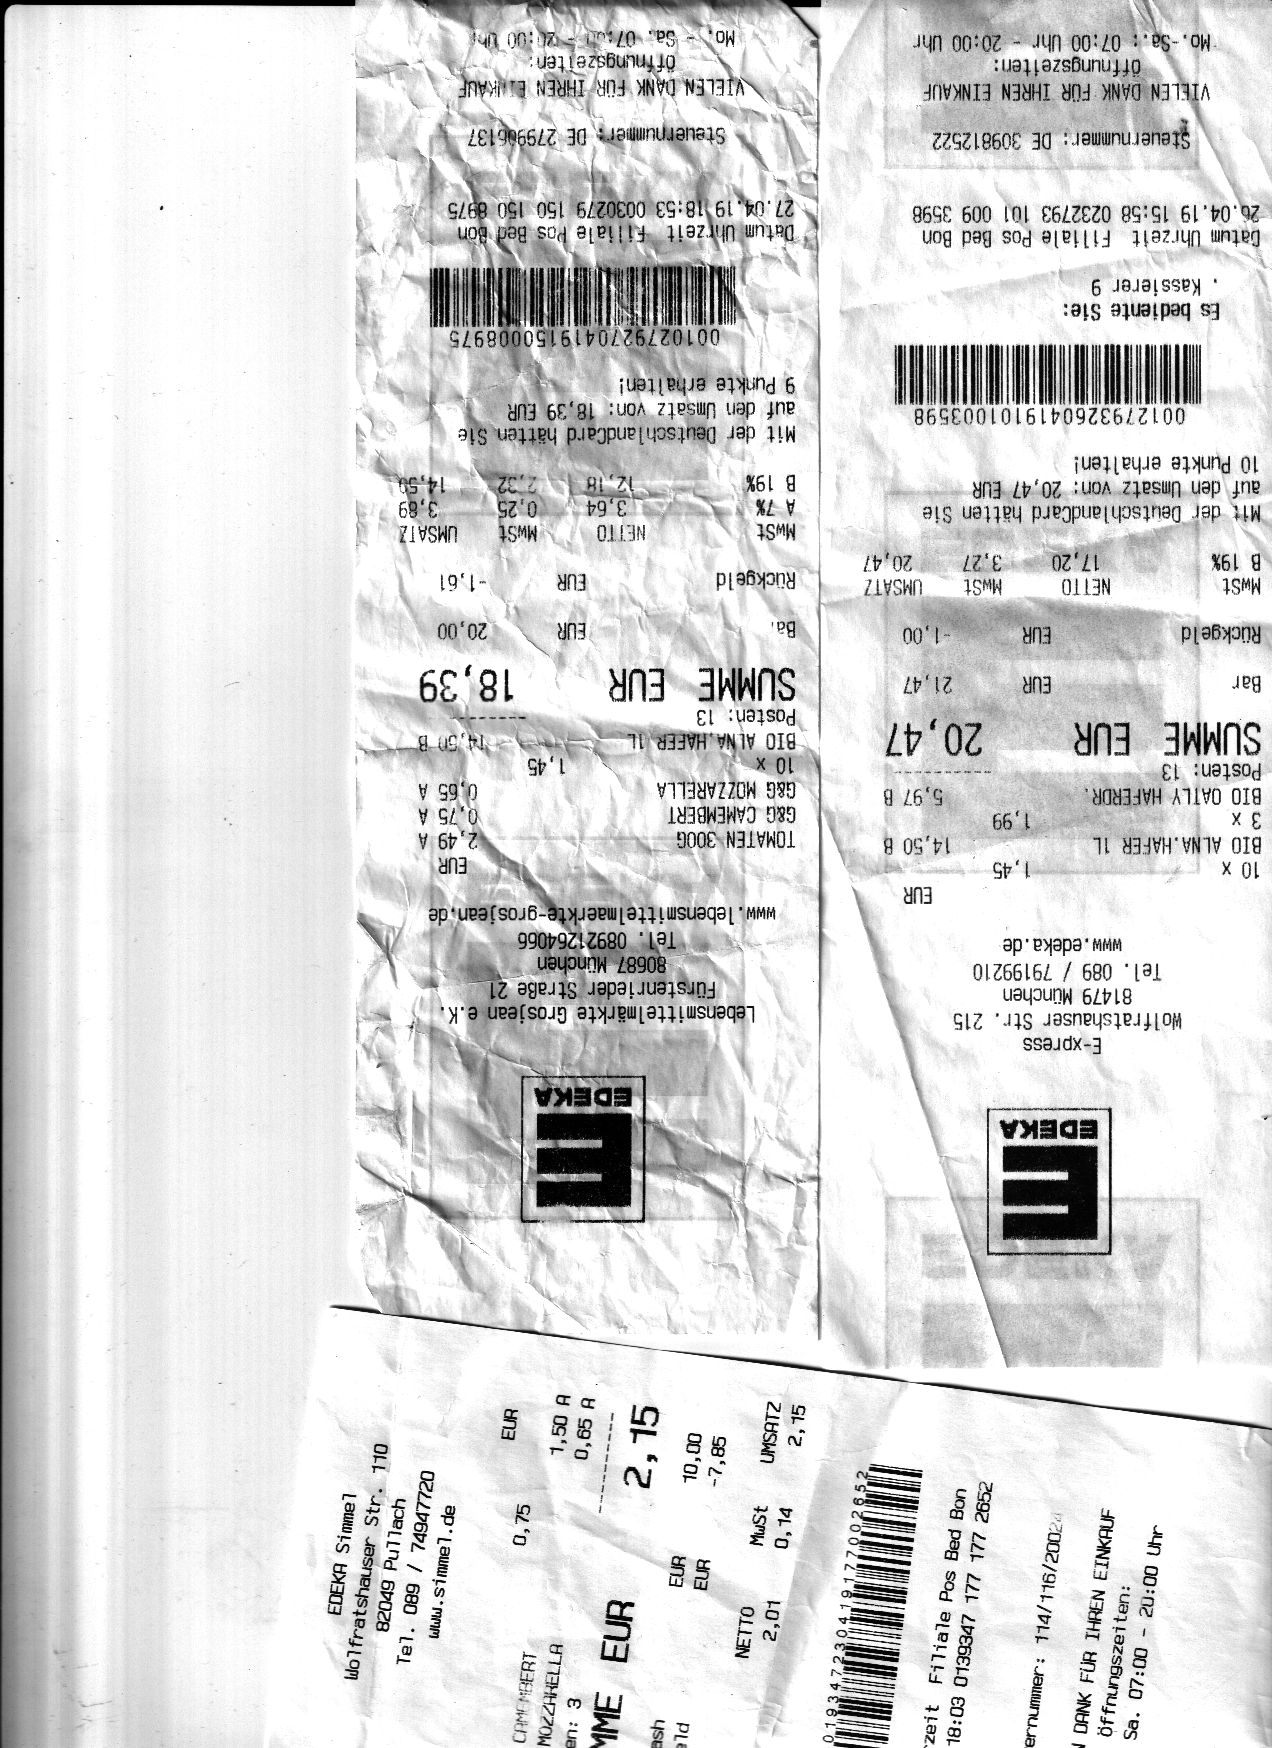 EDEKA
Lebensmittelmärkte Grosjean e.K.
Fürstenrieder Straße 21
80687 München
Tel. 08921264066
www.lebensmittelmaerkte-grosjean.de
EUR
TOMATEN 300G 2,49 A
G&G CAMEMBERT 0,75 A
G&G MOZZARELLA 0,65 A
10 x 1,45
BIO ALNA.HAFER 1L 14,50 B
Posten: 13
SUMME EUR 18,39
Ba. EUR 20,00
Rückgeld EUR -1,61
MwSt NETTO MwSt UMSATZ
A 7% 3,64 0,25 3,89
B 19% 12,18 2,32 14,50
Mit der DeutschlandCard hätten Sie
auf den Umsatz von: 18,39 EUR
9 Punkte erhalten!
0010279270419150008975
Datum Uhrzeit Filiale Pos Bed Bon
27.04.19 18:53 0030279 150 150 8975
Steuernummer: DE 279906137
VIELEN DANK FÜR IHREN EINKAUF
Öffnungszeiten:
Mo. - Sa. 07:00 - 20:00 Uhr
EDEKA
E-xpress
Wolfratshauser Str. 215
81479 München
Tel. 089 / 79199210
www.edeka.de
EUR
10 x 1,45
BIO ALNA.HAFER 1L 14,50 B
3 x 1,99
BIO OATLY HAFERDR. 5,97 B
Posten: 13
SUMME EUR 20,47
Bar EUR 21,47
Rückgeld EUR -1,00
MwSt NETTO MwSt UMSATZ
B 19% 17,20 3,27 20,47
Mit der DeutschlandCard hätten Sie
auf den Umsatz von: 20,47 EUR
10 Punkte erhalten!
0012793260419101003598
Es bediente Sie:
. Kassierer 9
Datum Uhrzeit Filiale Pos Bed Bon
26.04.19 15:58 0232793 101 009 3598
Steuernummer: DE 309812522
VIELEN DANK FÜR IHREN EINKAUF
Öffnungszeiten:
Mo.-Sa.: 07:00 Uhr - 20:00 Uhr
EDEKA Simmel
Wolfratshauser Str. 110
82049 Pullach
Tel. 089 / 74947720
www.simmel.de
EUR
0,75
CAMEMBERT 1,50 A
MOZZARELLA 0,65 A
en: 3
MME EUR 2,15
ash EUR 10,00
eld EUR -7,85
NETTO MwSt UMSATZ
2,01 0,14 2,15
019347230419177002652
zeit Filiale Pos Bed Bon
18:03 0139347 177 177 2652
ernummer: 114/116/2002
N DANK FÜR IHREN EINKAUF
Öffnungszeiten:
Sa. 07:00 - 20:00 Uhr